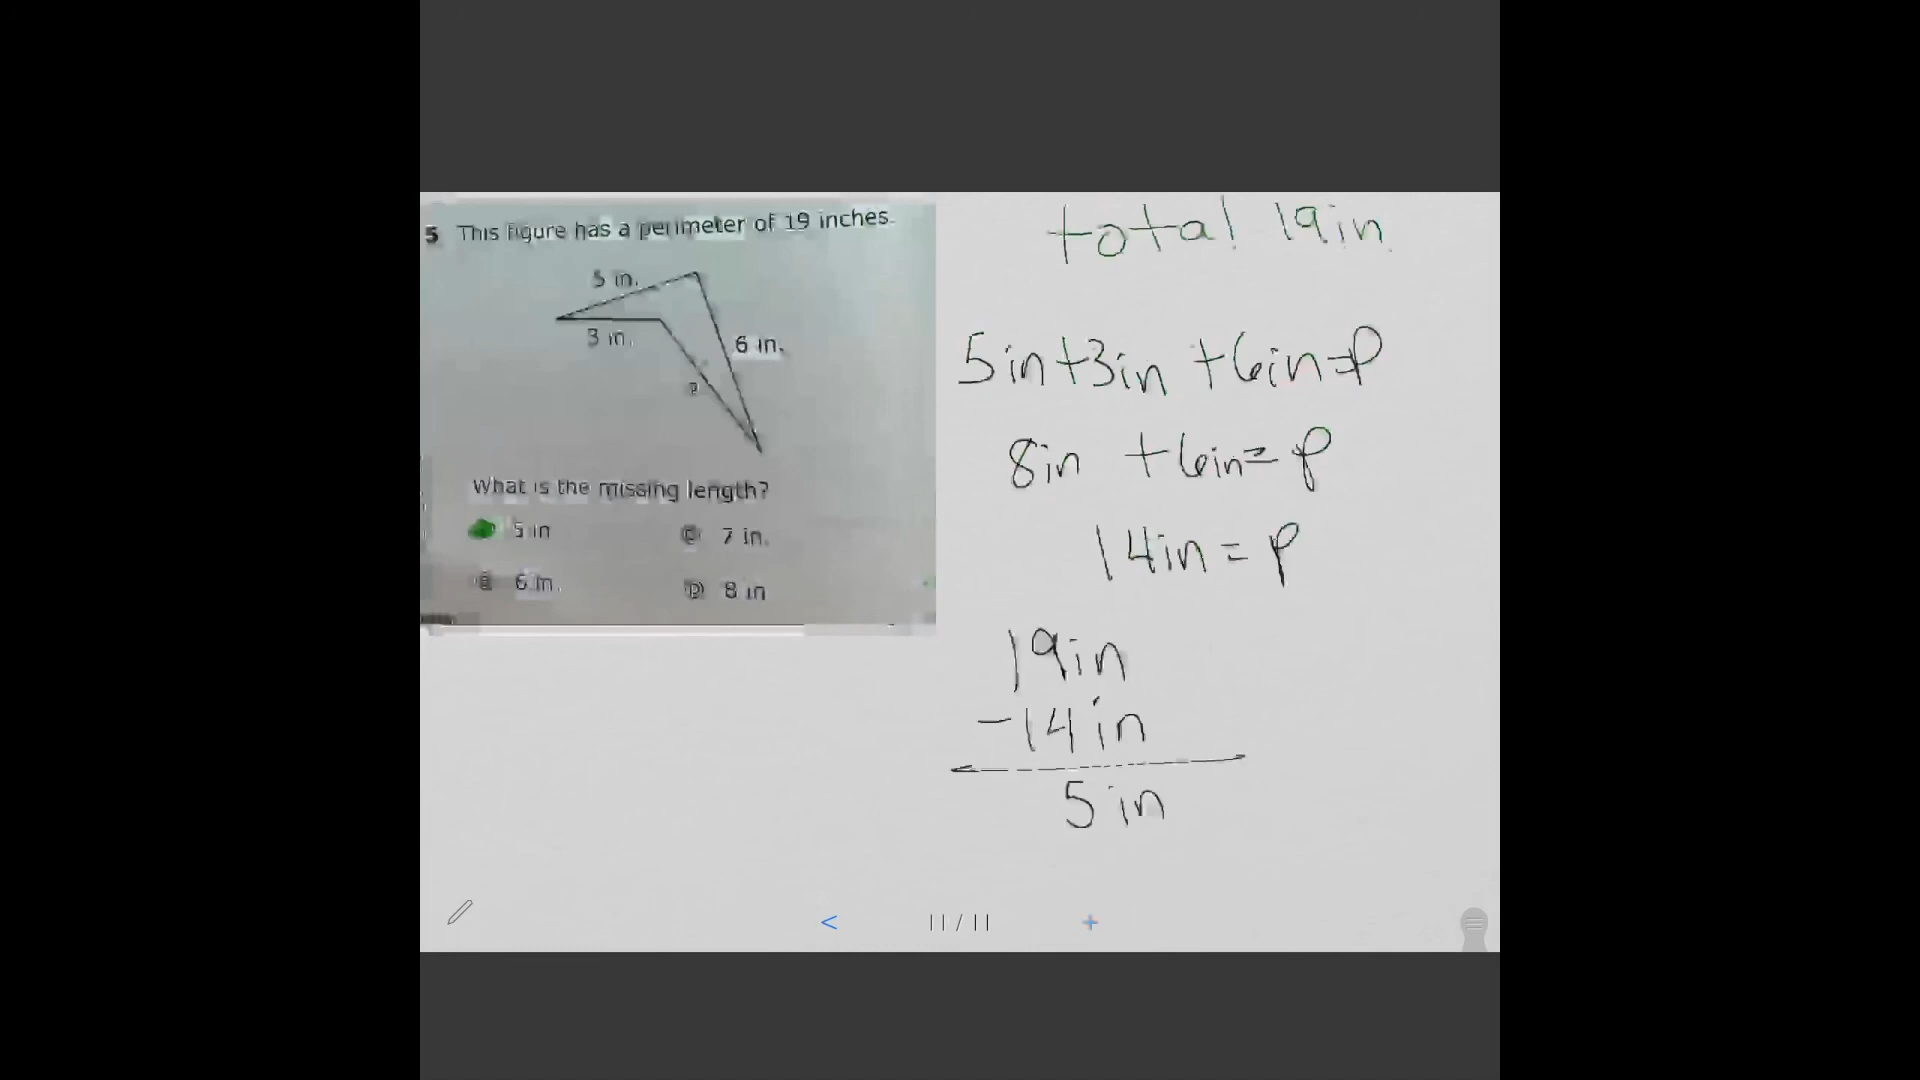 5 This figure has a perimeter of 19 inches.
5 in.
3 in.
6 in.
?
What is the missing length?
5 in
C 7 in.
6 in.
D 8 in
total 19in.
5in+3in +6in=P
8in +6in= P
14in = P
19in
-14in
5 in
< 11 / 11 +